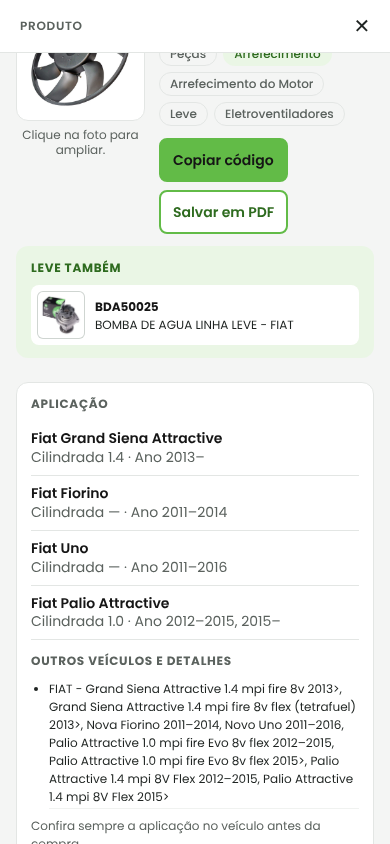 PRODUTO
Peças
Arrefecimento
Arrefecimento do Motor
Leve
Eletroventiladores
Clique na foto para
ampliar.
Copiar código
Salvar em PDF
LEVE TAMBÉM
BDA50025
BOMBA DE AGUA LINHA LEVE - FIAT
APLICAÇÃO
Fiat Grand Siena Attractive
Cilindrada 1.4 · Ano 2013–
Fiat Fiorino
Cilindrada — · Ano 2011–2014
Fiat Uno
Cilindrada — · Ano 2011–2016
Fiat Palio Attractive
Cilindrada 1.0 · Ano 2012–2015, 2015–
OUTROS VEÍCULOS E DETALHES
• FIAT - Grand Siena Attractive 1.4 mpi fire 8v 2013>,
Grand Siena Attractive 1.4 mpi fire 8v flex (tetrafuel)
2013>, Nova Fiorino 2011–2014, Novo Uno 2011–2016,
Palio Attractive 1.0 mpi fire Evo 8v flex 2012–2015,
Palio Attractive 1.0 mpi fire Evo 8v flex 2015>, Palio
Attractive 1.4 mpi 8V Flex 2012–2015, Palio Attractive
1.4 mpi 8V Flex 2015>
Confira sempre a aplicação no veículo antes da
compra.